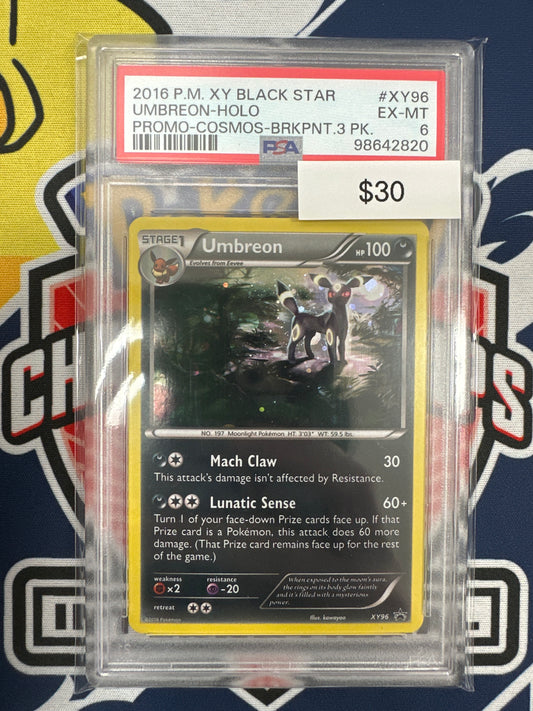 2016 P.M. XY BLACK STAR #XY96
UMBREON-HOLO EX-MT
PROMO-COSMOS-BRKPNT.3 PK. 6
PSA 98642820
$30
STAGE1 Umbreon HP100
Evolves from Eevee
NO. 197 Moonlight Pokémon HT: 3'03" WT: 59.5 lbs.
Mach Claw 30
This attack's damage isn't affected by Resistance.
Lunatic Sense 60+
Turn 1 of your face-down Prize cards face up. If that
Prize card is a Pokémon, this attack does 60 more
damage. (That Prize card remains face up for the rest
of the game.)
weakness resistance
×2 -20
retreat
When exposed to the moon's aura,
the rings on its body glow faintly
and it's filled with a mysterious
power.
©2016 Pokémon
Illus. kawayoo XY96
PROMO